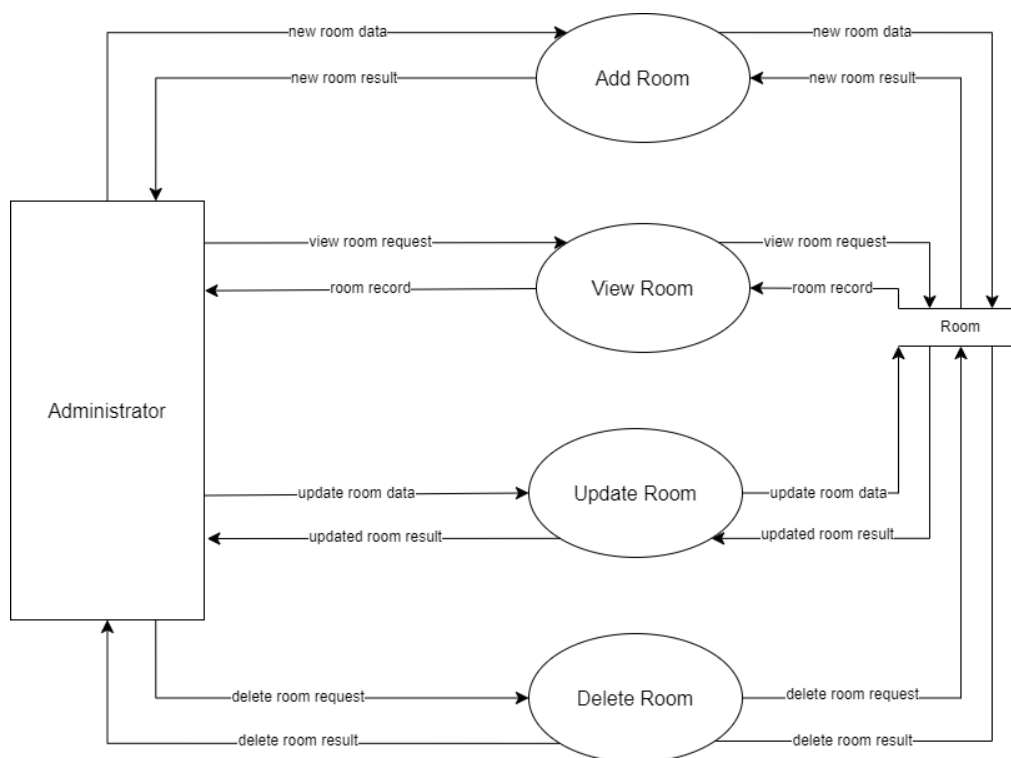 new room data
new room data
new room result
new room result
Add Room
view room request
view room request
room record
room record
View Room
Room
Administrator
update room data
update room data
Update Room
updated room result
updated room result
delete room request
delete room request
Delete Room
delete room result
delete room result